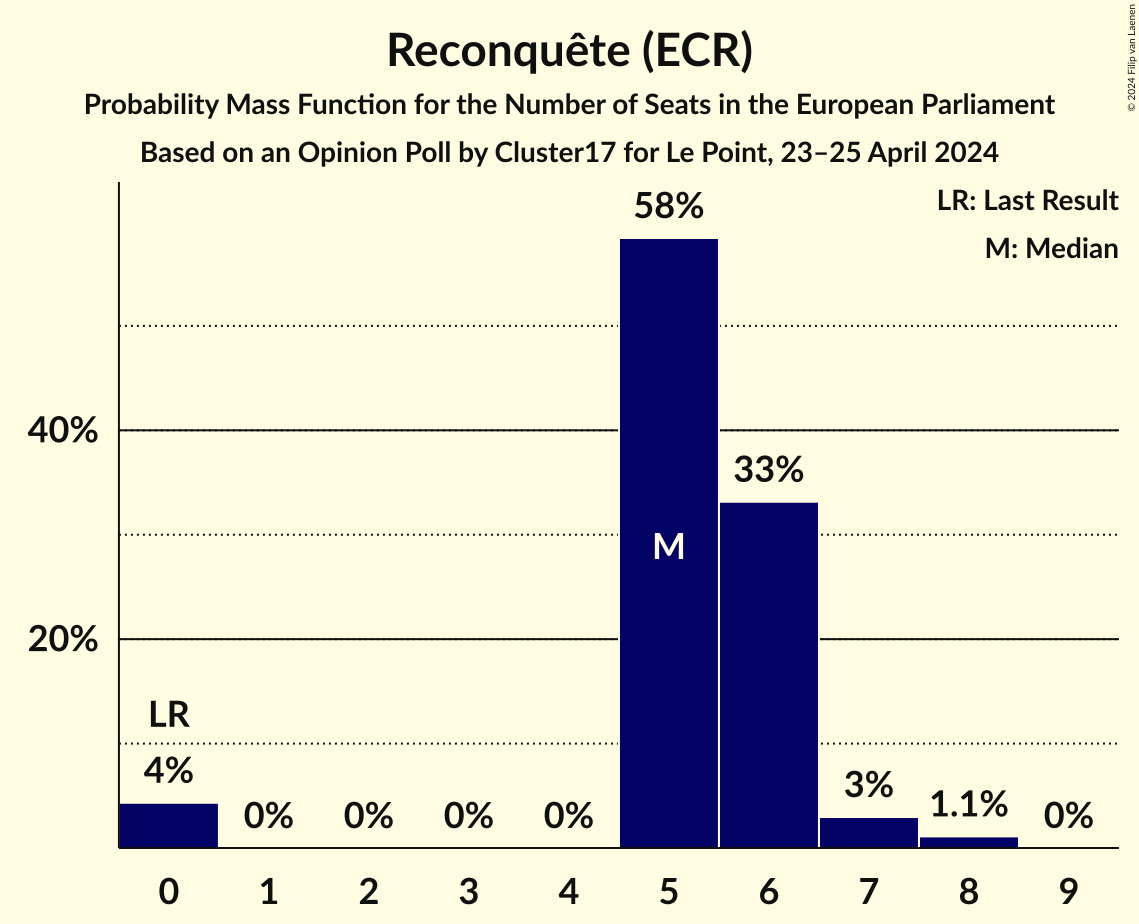 Reconquête (ECR)
Probability Mass Function for the Number of Seats in the European Parliament
Based on an Opinion Poll by Cluster17 for Le Point, 23–25 April 2024
© 2024 Filip van Laenen
LR: Last Result
M: Median
58%
40%
33%
M
20%
LR
4%
0%
0%
0%
0%
3%
1.1%
0%
0 1 2 3 4 5 6 7 8 9